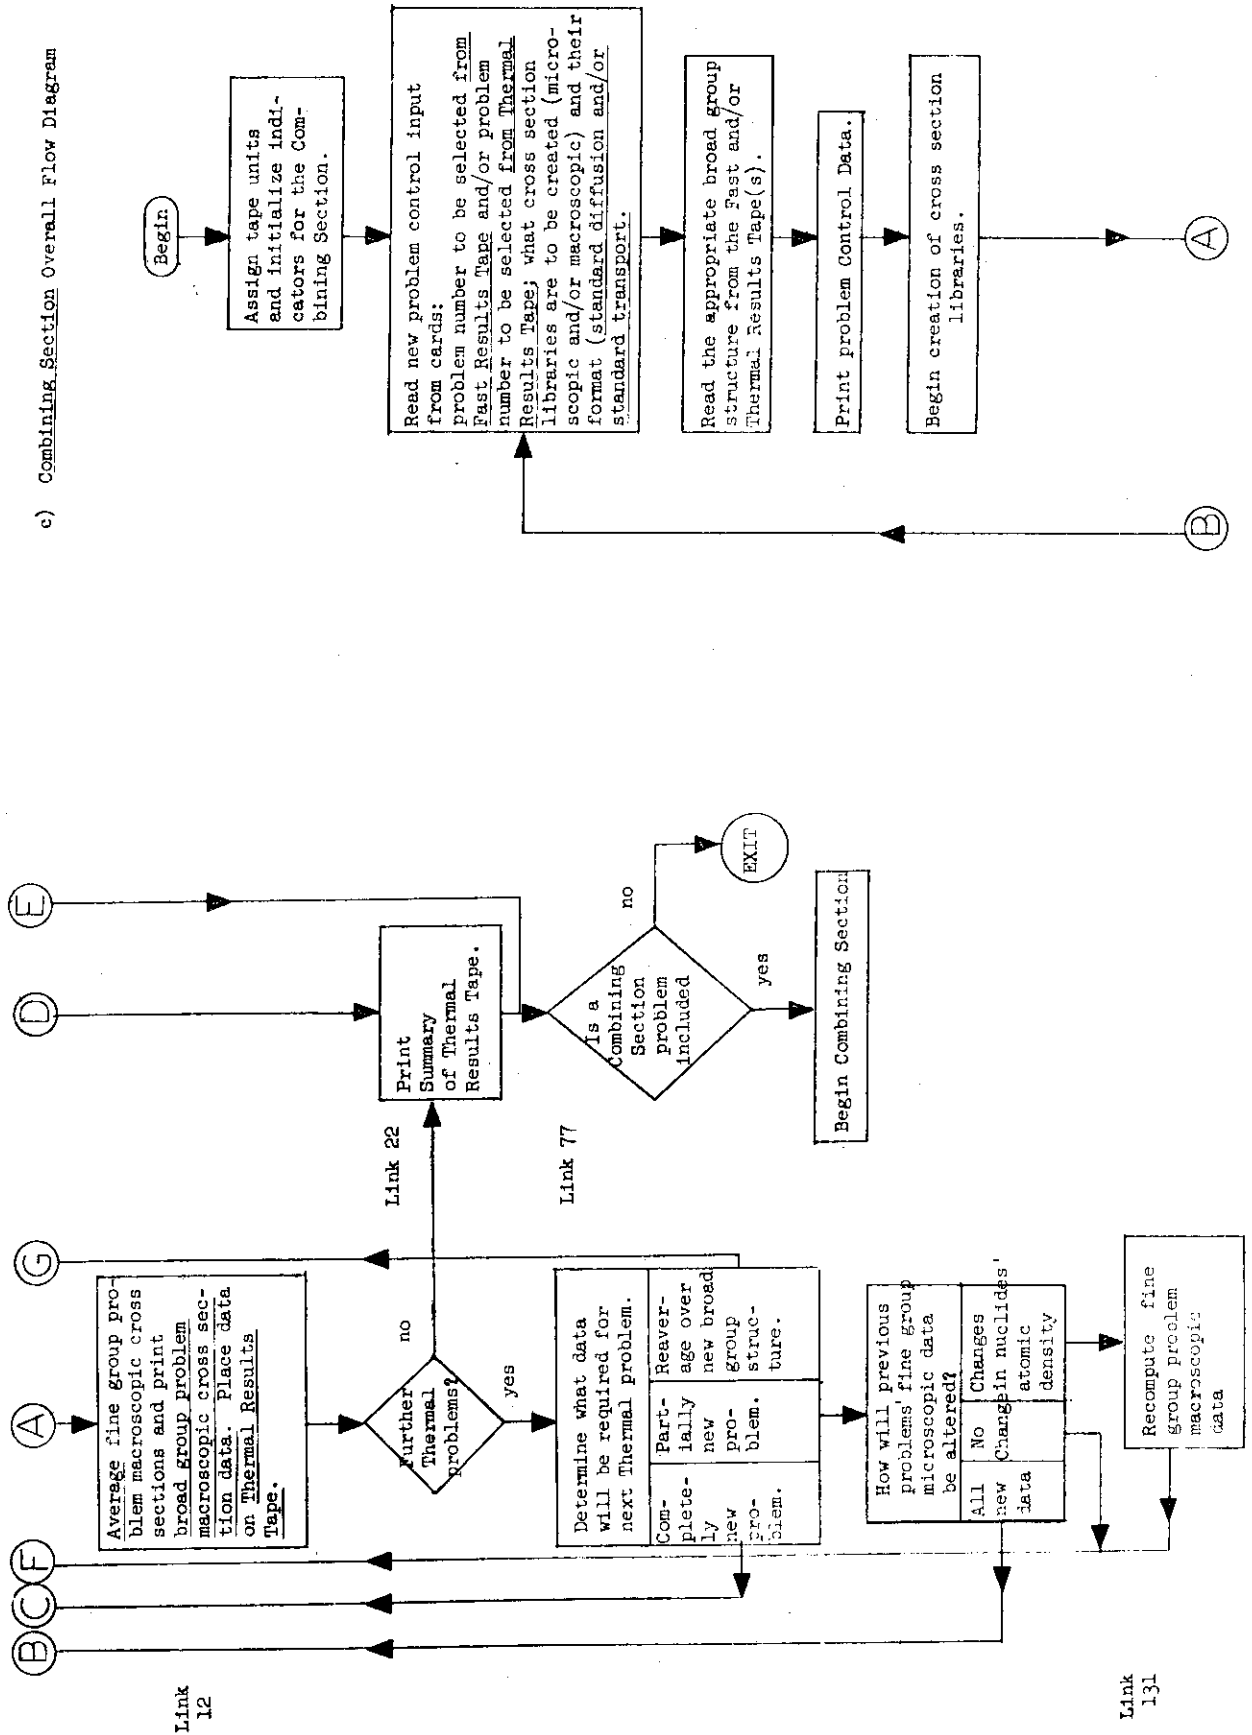 B C F A G D E
Link
12
Average fine group pro-
blem macroscopic cross
sections and print
broad group problem
macroscopic cross sec-
tion data. Place data
on Thermal Results
Tape.
Further
Thermal
problems?
no
yes
Link 22
Print
Summary
of Thermal
Results Tape.
Link 77
Is a
Combining
Section
problem
included
no
EXIT
yes
Begin Combining Section
Determine what data
will be required for
next Thermal problem.
Com-
plete-
ly
new
pro-
blem.
Part-
ially
new
pro-
blem.
Reaver-
age over
new broad
group
struc-
ture.
How will previous
problems' fine group
microscopic data
be altered?
All
new
data
No
Change
Changes
in nuclides'
atomic
density
Link
131
Recompute fine
group problem
macroscopic
data
c) Combining Section Overall Flow Diagram
Begin
Assign tape units
and initialize indi-
cators for the Com-
bining Section.
Read new problem control input
from cards:
problem number to be selected from
Fast Results Tape and/or problem
number to be selected from Thermal
Results Tape; what cross section
libraries are to be created (micro-
scopic and/or macroscopic) and their
format (standard diffusion and/or
standard transport.
Read the appropriate broad group
structure from the Fast and/or
Thermal Results Tape(s).
Print problem Control Data.
Begin creation of cross section
libraries.
B
A